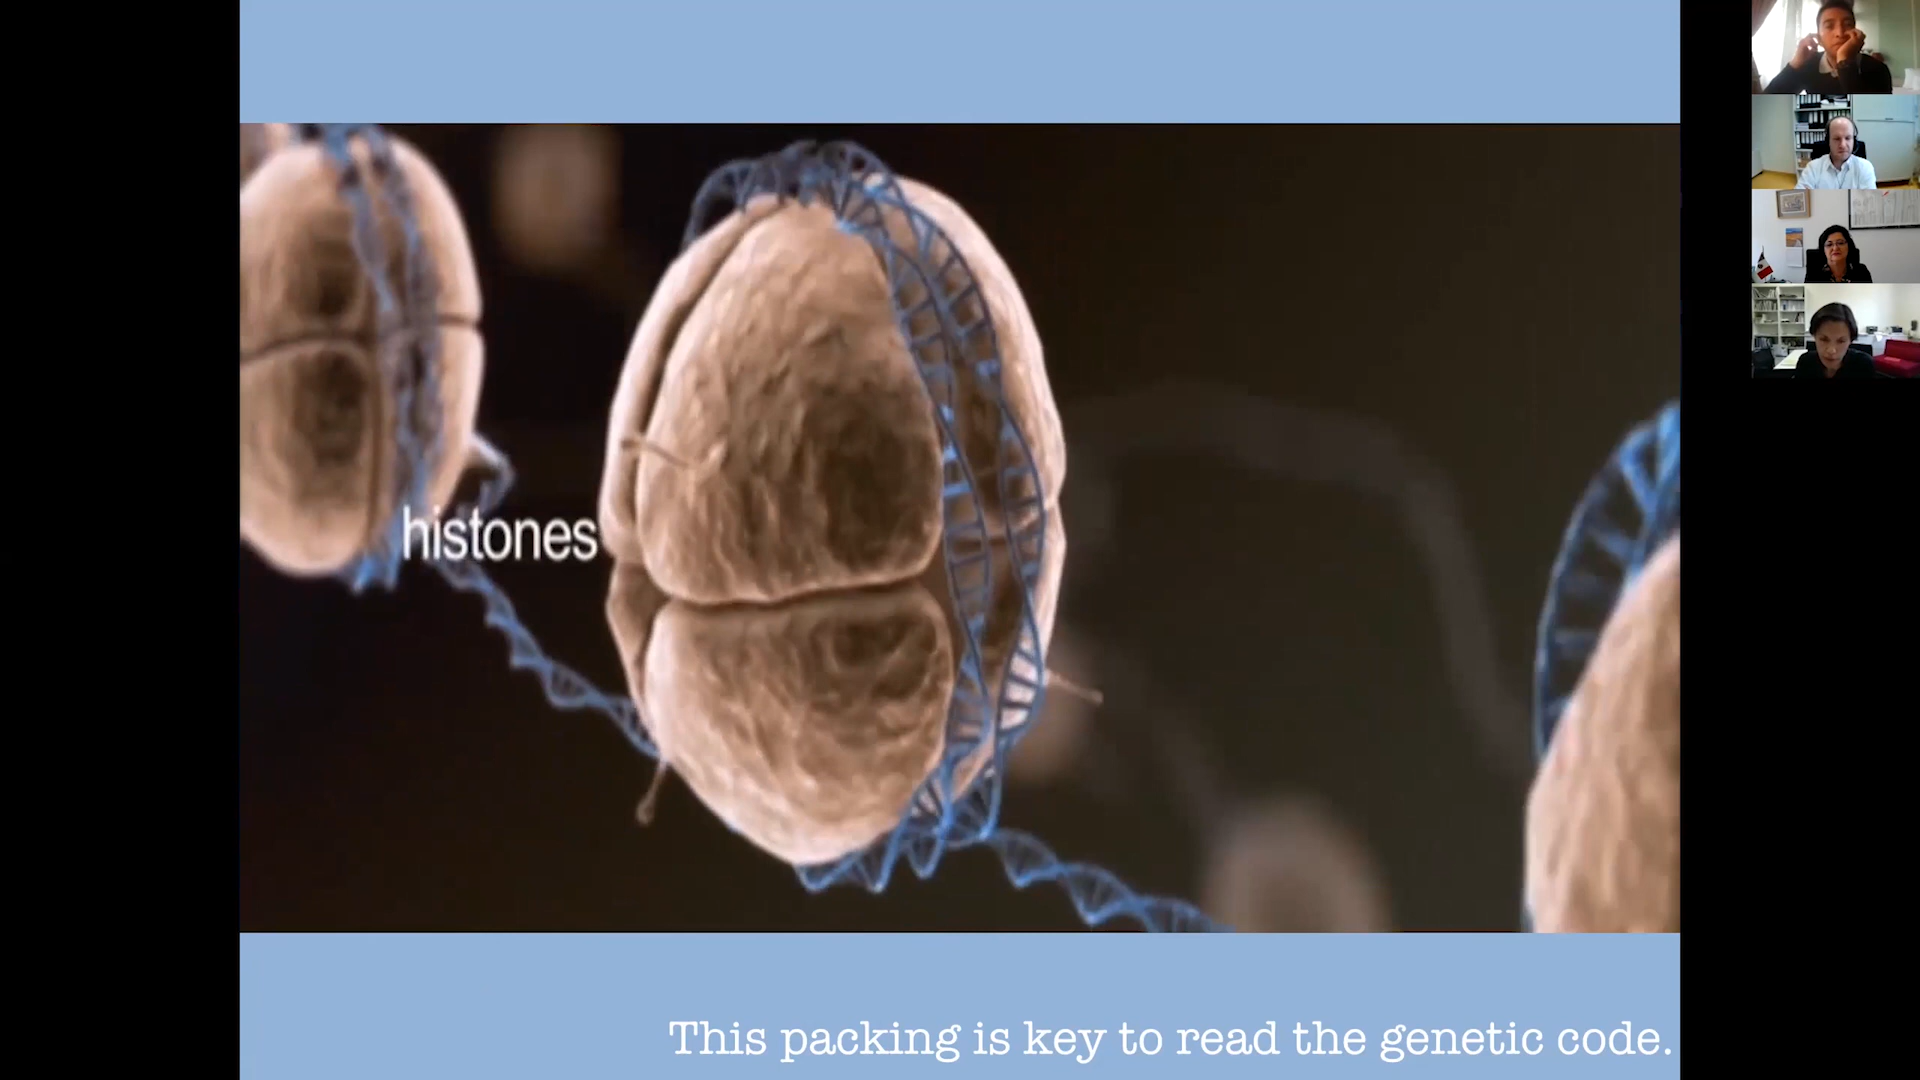 histones
This packing is key to read the genetic code.